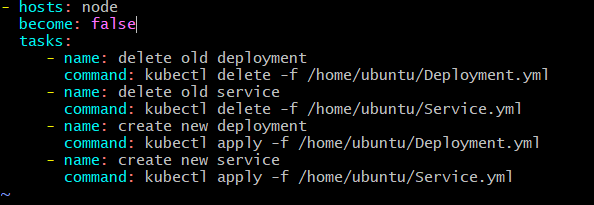 - hosts: node
  become: false
  tasks:
     - name: delete old deployment
       command: kubectl delete -f /home/ubuntu/Deployment.yml
     - name: delete old service
       command: kubectl delete -f /home/ubuntu/Service.yml
     - name: create new deployment
       command: kubectl apply -f /home/ubuntu/Deployment.yml
     - name: create new service
       command: kubectl apply -f /home/ubuntu/Service.yml
~